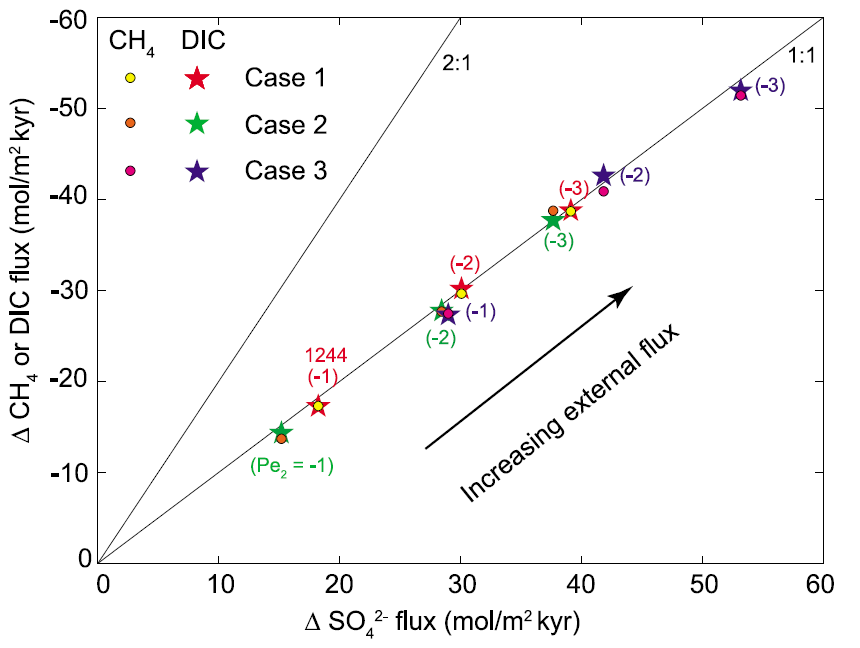 -60
-50
-40
-30
-20
-10
0
Δ CH₄ or DIC flux (mol/m² kyr)
CH₄ DIC
Case 1
Case 2
Case 3
2:1
1:1
(-3)
(-2)
(-3)
(-3)
(-2)
(-1)
(-2)
1244
(-1)
(Pe₂ = -1)
Increasing external flux
0 10 20 30 40 50 60
Δ SO₄²⁻ flux (mol/m² kyr)